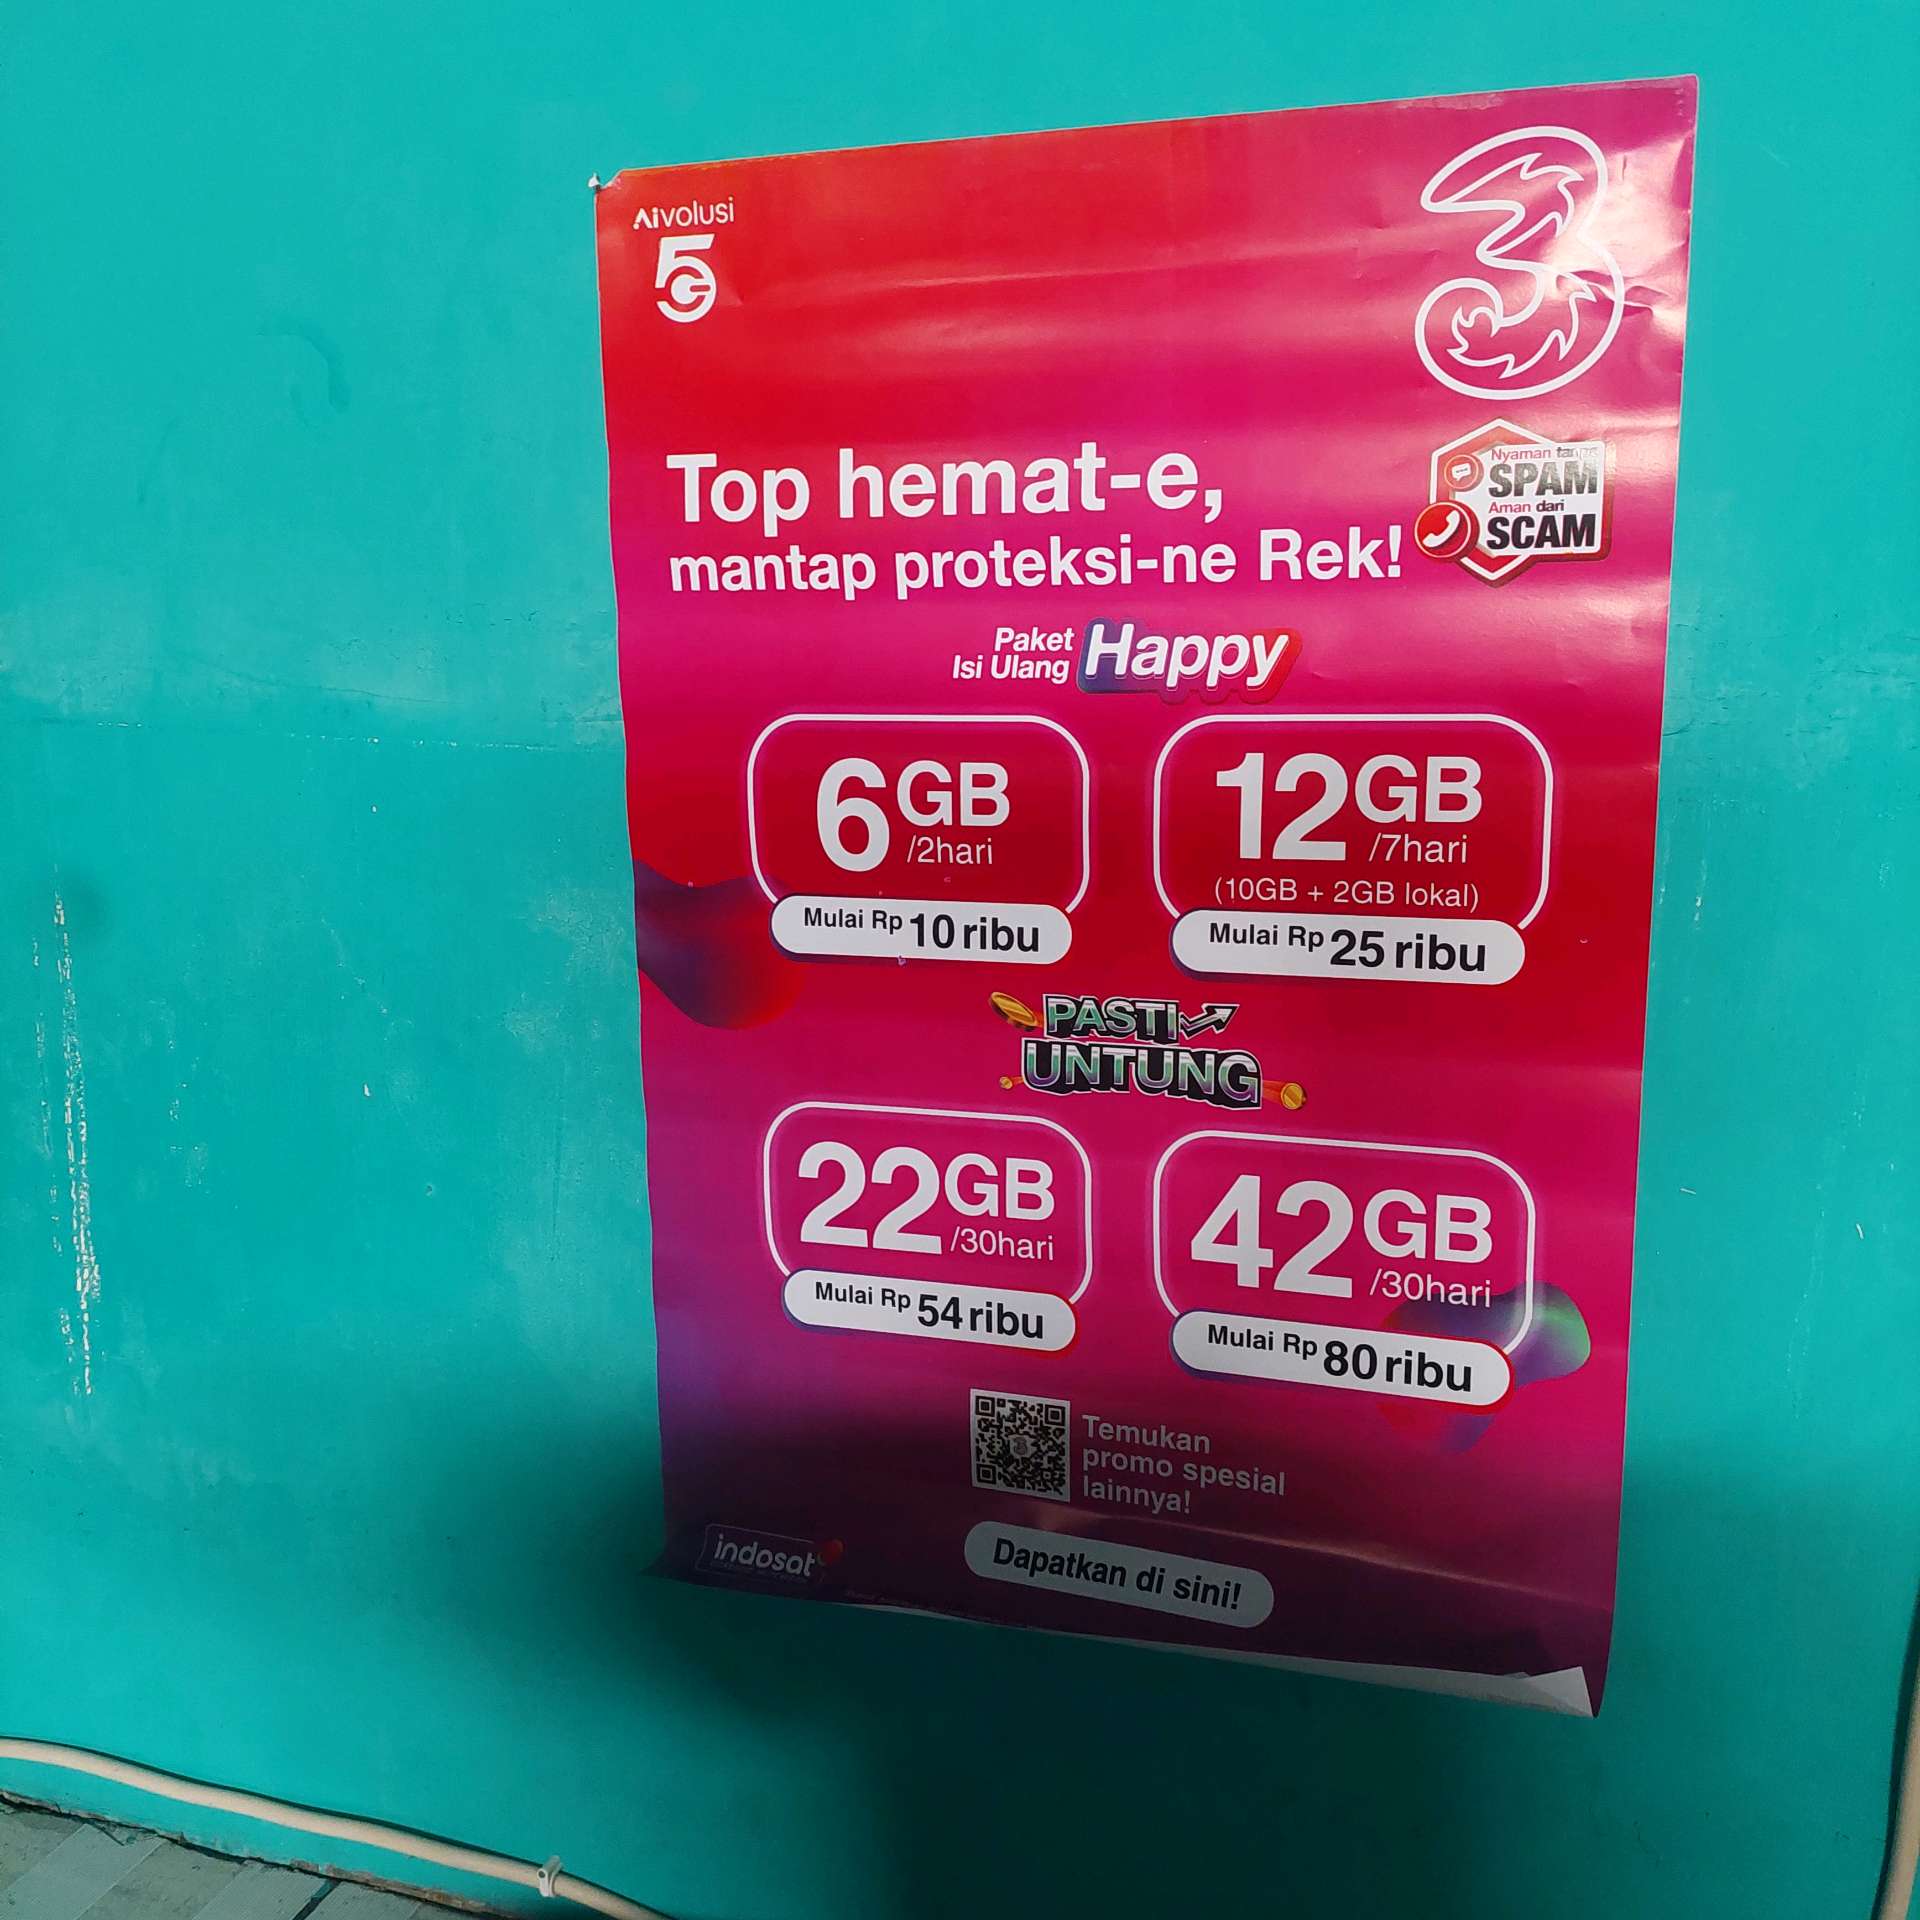 Aivolusi
5G
3
Top hemat-e,
mantap proteksi-ne Rek!
Nyaman tanpa
SPAM
Aman dari
SCAM
Paket
Isi Ulang
Happy
6GB
/2hari
Mulai Rp 10 ribu
12GB
/7hari
(10GB + 2GB lokal)
Mulai Rp 25 ribu
PASTI
UNTUNG
22GB
/30hari
Mulai Rp 54 ribu
42GB
/30hari
Mulai Rp 80 ribu
Temukan
promo spesial
lainnya!
indosat
Dapatkan di sini!